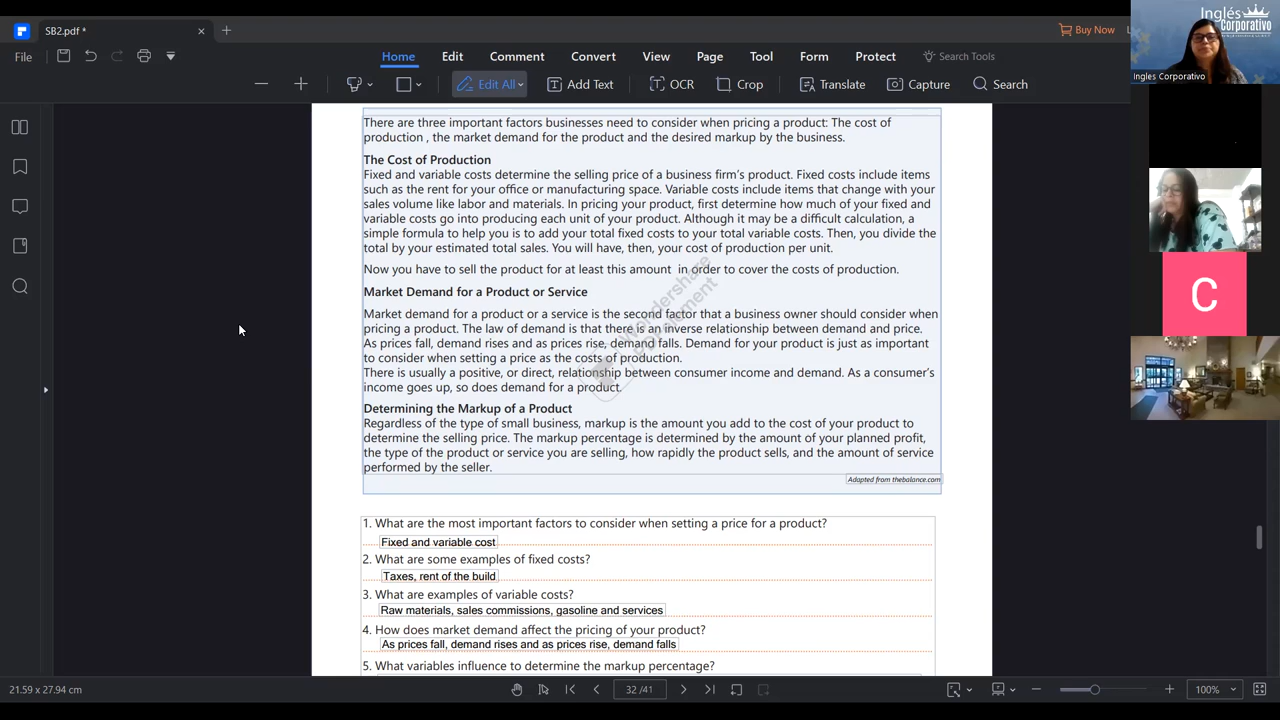 SB2.pdf *
Buy Now
File
Home
Edit
Comment
Convert
View
Page
Tool
Form
Protect
Search Tools
Edit All
Add Text
OCR
Crop
Translate
Capture
Search
There are three important factors businesses need to consider when pricing a product: The cost of
production , the market demand for the product and the desired markup by the business.
The Cost of Production
Fixed and variable costs determine the selling price of a business firm's product. Fixed costs include items
such as the rent for your office or manufacturing space. Variable costs include items that change with your
sales volume like labor and materials. In pricing your product, first determine how much of your fixed and
variable costs go into producing each unit of your product. Although it may be a difficult calculation, a
simple formula to help you is to add your total fixed costs to your total variable costs. Then, you divide the
total by your estimated total sales. You will have, then, your cost of production per unit.
Now you have to sell the product for at least this amount in order to cover the costs of production.
Market Demand for a Product or Service
Market demand for a product or a service is the second factor that a business owner should consider when
pricing a product. The law of demand is that there is an inverse relationship between demand and price.
As prices fall, demand rises and as prices rise, demand falls. Demand for your product is just as important
to consider when setting a price as the costs of production.
There is usually a positive, or direct, relationship between consumer income and demand. As a consumer's
income goes up, so does demand for a product.
Determining the Markup of a Product
Regardless of the type of small business, markup is the amount you add to the cost of your product to
determine the selling price. The markup percentage is determined by the amount of your planned profit,
the type of the product or service you are selling, how rapidly the product sells, and the amount of service
performed by the seller.
Adapted from thebalance.com
Wondershare
PDFelement
1. What are the most important factors to consider when setting a price for a product?
Fixed and variable cost
2. What are some examples of fixed costs?
Taxes, rent of the build
3. What are examples of variable costs?
Raw materials, sales commissions, gasoline and services
4. How does market demand affect the pricing of your product?
As prices fall, demand rises and as prices rise, demand falls
5. What variables influence to determine the markup percentage?
21.59 x 27.94 cm
32 /41
100%
Inglés
Corporativo
Ingles Corporativo
C